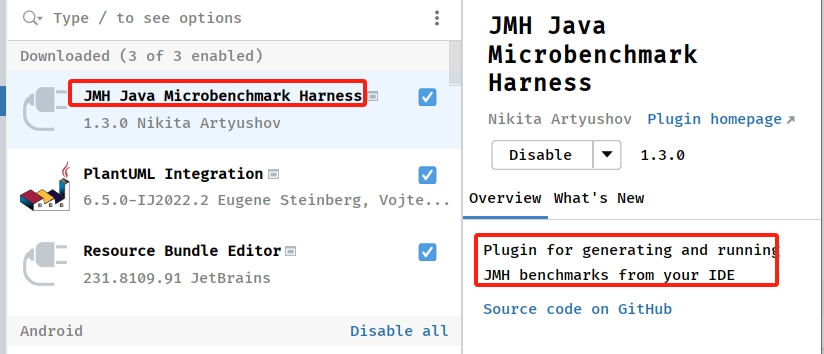 Type / to see options
Downloaded (3 of 3 enabled)
JMH Java Microbenchmark Harness
1.3.0 Nikita Artyushov
PlantUML Integration
6.5.0-IJ2022.2 Eugene Steinberg, Vojte...
Resource Bundle Editor
231.8109.91 JetBrains
Android
Disable all
JMH Java
Microbenchmark
Harness
Nikita Artyushov Plugin homepage
Disable 1.3.0
Overview What's New
Plugin for generating and running
JMH benchmarks from your IDE
Source code on GitHub